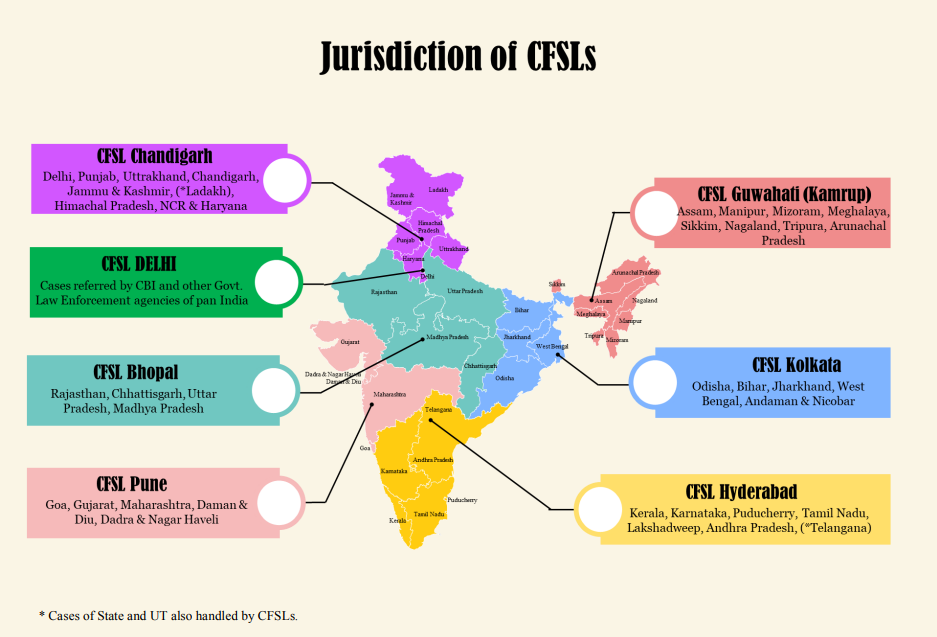 Jurisdiction of CFSLs
CFSL Chandigarh
Delhi, Punjab, Uttrakhand, Chandigarh,
Jammu & Kashmir, (*Ladakh),
Himachal Pradesh, NCR & Haryana
CFSL DELHI
Cases referred by CBI and other Govt.
Law Enforcement agencies of pan India
CFSL Bhopal
Rajasthan, Chhattisgarh, Uttar
Pradesh, Madhya Pradesh
CFSL Pune
Goa, Gujarat, Maharashtra, Daman &
Diu, Dadra & Nagar Haveli
Jammu &
Kashmir
Ladakh
Himachal
Pradesh
Punjab
Uttrakhand
Haryana
Delhi
Rajasthan
Uttar Pradesh
Sikkim
Arunachal Pradesh
Assam
Nagaland
Meghalaya
Manipur
Tripura
Mizoram
Bihar
Jharkhand
West Bengal
Gujarat
Madhya Pradesh
Chhattisgarh
Odisha
Dadra & Nagar Haveli
Daman & Diu
Maharashtra
Telangana
Goa
Andhra Pradesh
Karnataka
Puducherry
Tamil Nadu
Kerala
CFSL Guwahati (Kamrup)
Assam, Manipur, Mizoram, Meghalaya,
Sikkim, Nagaland, Tripura, Arunachal
Pradesh
CFSL Kolkata
Odisha, Bihar, Jharkhand, West
Bengal, Andaman & Nicobar
CFSL Hyderabad
Kerala, Karnataka, Puducherry, Tamil Nadu,
Lakshadweep, Andhra Pradesh, (*Telangana)
* Cases of State and UT also handled by CFSLs.